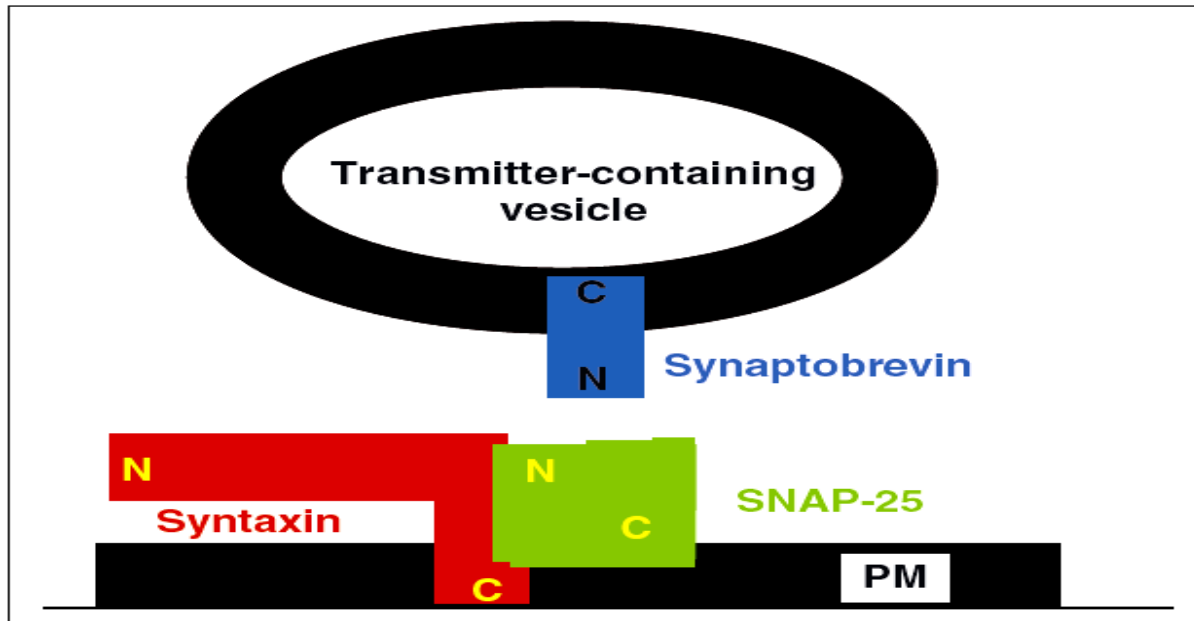 Transmitter-containing
vesicle
C
N
Synaptobrevin
N
N
Syntaxin
C
SNAP-25
C
PM